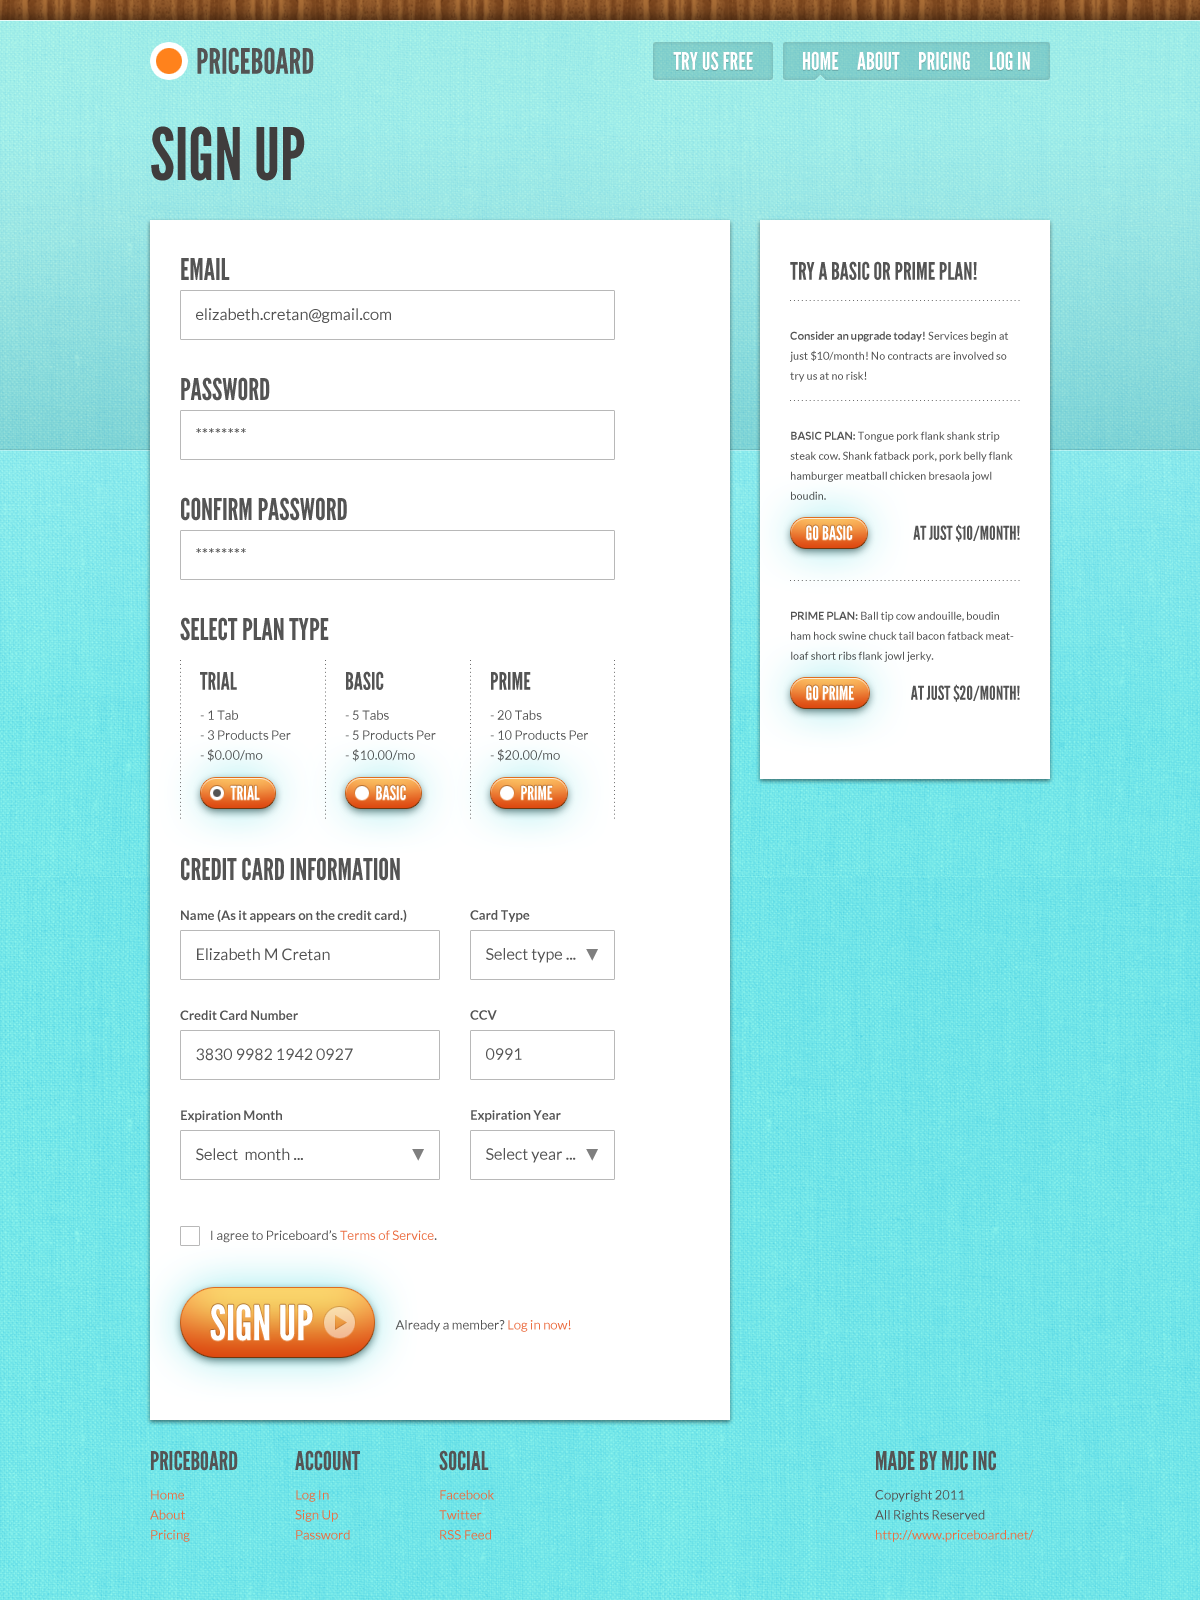 PRICEBOARD
TRY US FREE
HOME ABOUT PRICING LOG IN
SIGN UP
EMAIL
elizabeth.cretan@gmail.com
PASSWORD
********
CONFIRM PASSWORD
********
SELECT PLAN TYPE
TRIAL
- 1 Tab
- 3 Products Per
- $0.00/mo
TRIAL
BASIC
- 5 Tabs
- 5 Products Per
- $10.00/mo
BASIC
PRIME
- 20 Tabs
- 10 Products Per
- $20.00/mo
PRIME
CREDIT CARD INFORMATION
Name (As it appears on the credit card.)
Elizabeth M Cretan
Card Type
Select type ...
Credit Card Number
3830 9982 1942 0927
CCV
0991
Expiration Month
Select month ...
Expiration Year
Select year ...
I agree to Priceboard's Terms of Service.
SIGN UP
Already a member? Log in now!
TRY A BASIC OR PRIME PLAN!
Consider an upgrade today! Services begin at
just $10/month! No contracts are involved so
try us at no risk!
BASIC PLAN: Tongue pork flank shank strip
steak cow. Shank fatback pork, pork belly flank
hamburger meatball chicken bresaola jowl
boudin.
GO BASIC
AT JUST $10/MONTH!
PRIME PLAN: Ball tip cow andouille, boudin
ham hock swine chuck tail bacon fatback meat-
loaf short ribs flank jowl jerky.
GO PRIME
AT JUST $20/MONTH!
PRICEBOARD
Home
About
Pricing
ACCOUNT
Log In
Sign Up
Password
SOCIAL
Facebook
Twitter
RSS Feed
MADE BY MJC INC
Copyright 2011
All Rights Reserved
http://www.priceboard.net/